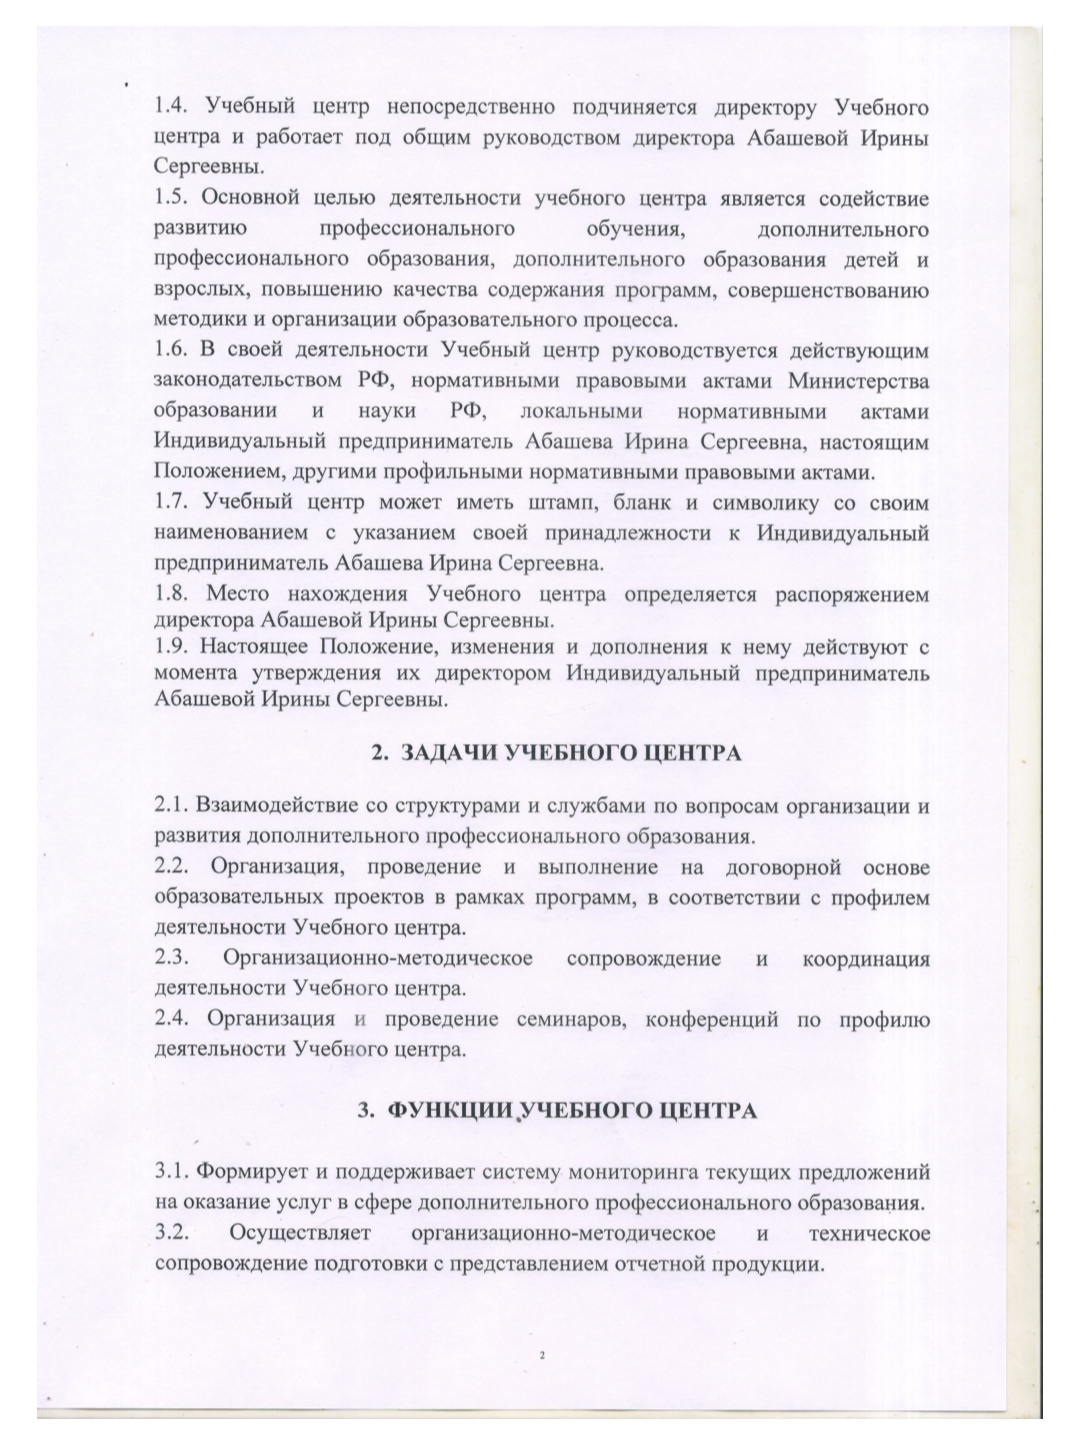 1.4. Учебный центр непосредственно подчиняется директору Учебного
центра и работает под общим руководством директора Абашевой Ирины
Сергеевны.
1.5. Основной целью деятельности учебного центра является содействие
развитию профессионального обучения, дополнительного
профессионального образования, дополнительного образования детей и
взрослых, повышению качества содержания программ, совершенствованию
методики и организации образовательного процесса.
1.6. В своей деятельности Учебный центр руководствуется действующим
законодательством РФ, нормативными правовыми актами Министерства
образовании и науки РФ, локальными нормативными актами
Индивидуальный предприниматель Абашева Ирина Сергеевна, настоящим
Положением, другими профильными нормативными правовыми актами.
1.7. Учебный центр может иметь штамп, бланк и символику со своим
наименованием с указанием своей принадлежности к Индивидуальный
предприниматель Абашева Ирина Сергеевна.
1.8. Место нахождения Учебного центра определяется распоряжением
директора Абашевой Ирины Сергеевны.
1.9. Настоящее Положение, изменения и дополнения к нему действуют с
момента утверждения их директором Индивидуальный предприниматель
Абашевой Ирины Сергеевны.
2. ЗАДАЧИ УЧЕБНОГО ЦЕНТРА
2.1. Взаимодействие со структурами и службами по вопросам организации и
развития дополнительного профессионального образования.
2.2. Организация, проведение и выполнение на договорной основе
образовательных проектов в рамках программ, в соответствии с профилем
деятельности Учебного центра.
2.3. Организационно-методическое сопровождение и координация
деятельности Учебного центра.
2.4. Организация и проведение семинаров, конференций по профилю
деятельности Учебного центра.
3. ФУНКЦИИ УЧЕБНОГО ЦЕНТРА
3.1. Формирует и поддерживает систему мониторинга текущих предложений
на оказание услуг в сфере дополнительного профессионального образования.
3.2. Осуществляет организационно-методическое и техническое
сопровождение подготовки с представлением отчетной продукции.
2